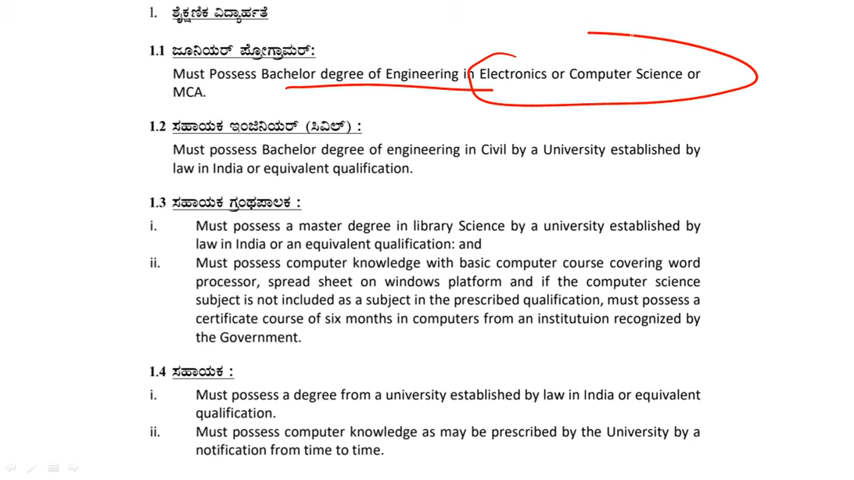 1. ಶೈಕ್ಷಣಿಕ ವಿದ್ಯಾರ್ಹತೆ
1.1 ಜೂನಿಯರ್ ಪ್ರೋಗ್ರಾಮರ್:
Must Possess Bachelor degree of Engineering in Electronics or Computer Science or
MCA.
1.2 ಸಹಾಯಕ ಇಂಜಿನಿಯರ್ (ಸಿವಿಲ್) :
Must possess Bachelor degree of engineering in Civil by a University established by
law in India or equivalent qualification.
1.3 ಸಹಾಯಕ ಗ್ರಂಥಪಾಲಕ :
i. Must possess a master degree in library Science by a university established by
law in India or an equivalent qualification: and
ii. Must possess computer knowledge with basic computer course covering word
processor, spread sheet on windows platform and if the computer science
subject is not included as a subject in the prescribed qualification, must possess a
certificate course of six months in computers from an institutuion recognized by
the Government.
1.4 ಸಹಾಯಕ :
i. Must possess a degree from a university established by law in India or equivalent
qualification.
ii. Must possess computer knowledge as may be prescribed by the University by a
notification from time to time.